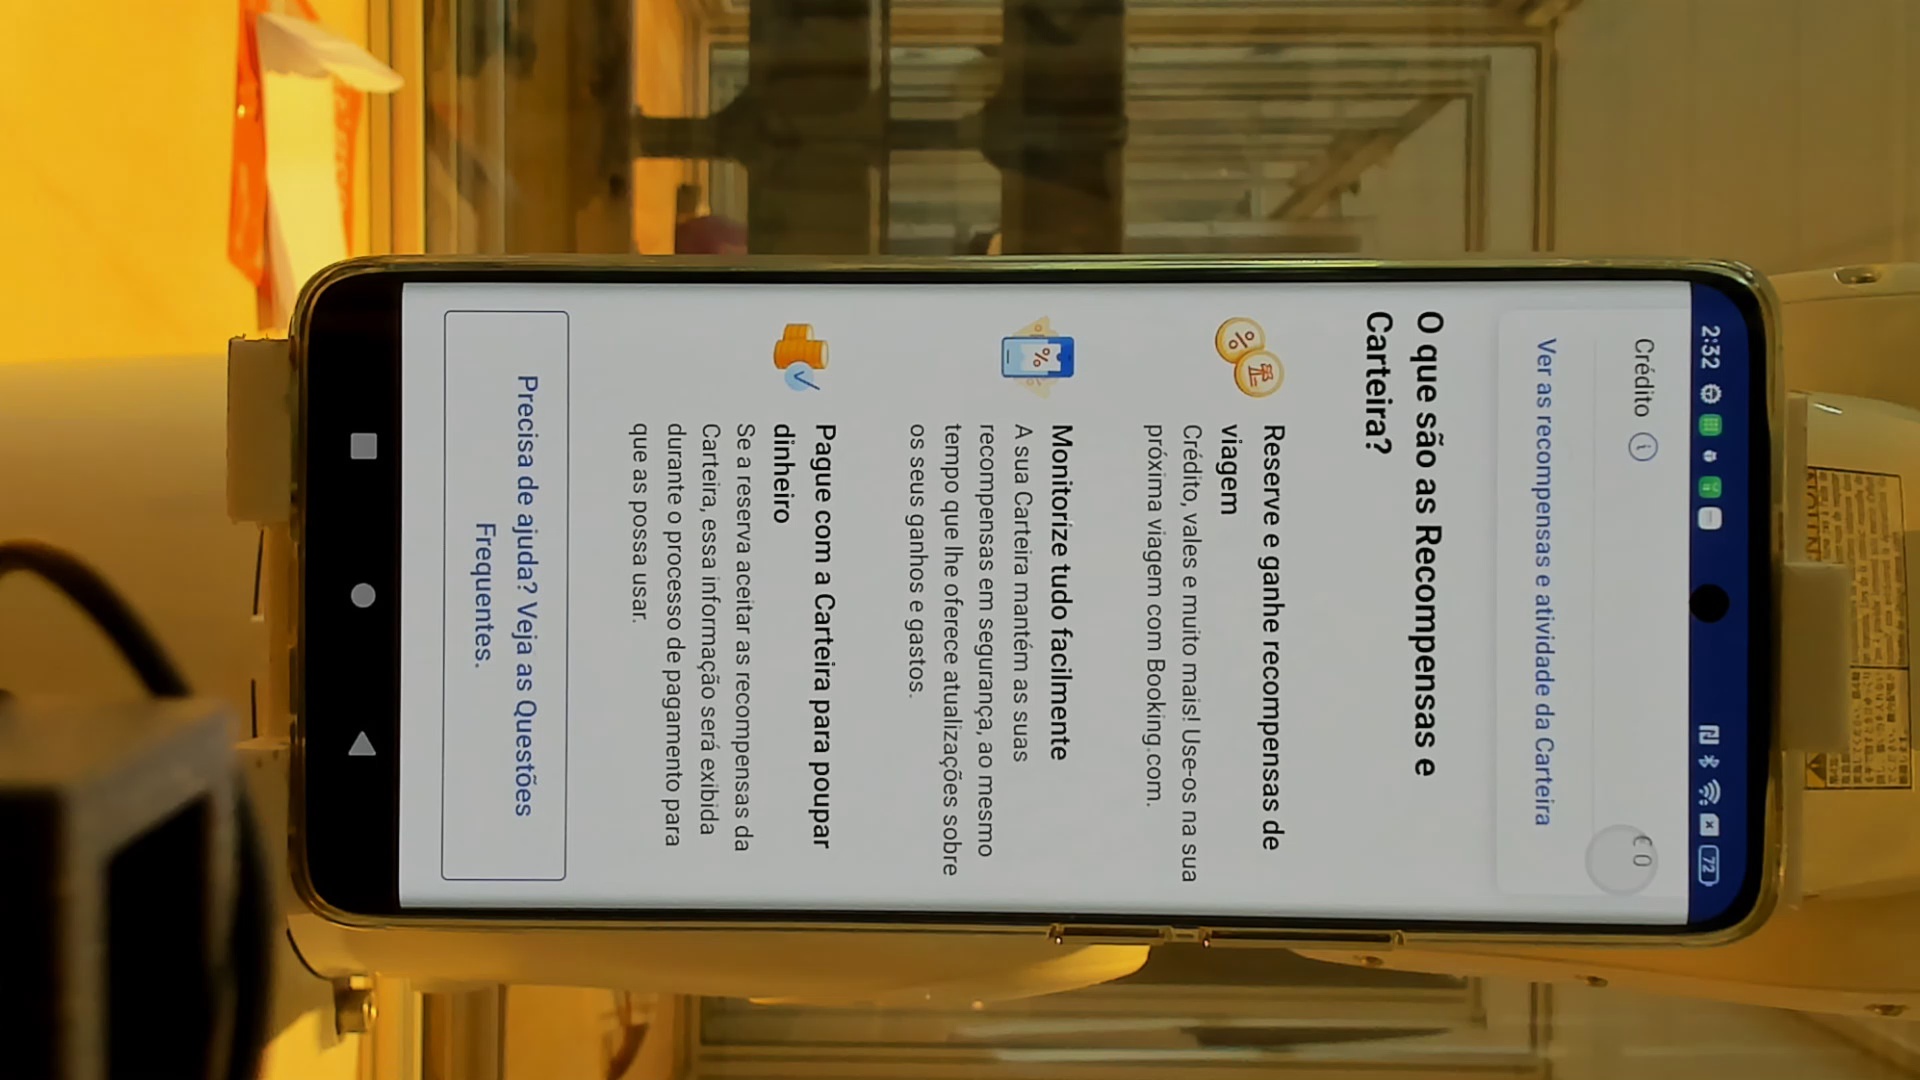 2:32
72
Crédito
€ 0
Ver as recompensas e atividade da Carteira
O que são as Recompensas e
Carteira?
Reserve e ganhe recompensas de
viagem
Crédito, vales e muito mais! Use-os na sua
próxima viagem com Booking.com.
Monitorize tudo facilmente
A sua Carteira mantém as suas
recompensas em segurança, ao mesmo
tempo que lhe oferece atualizações sobre
os seus ganhos e gastos.
Pague com a Carteira para poupar
dinheiro
Se a reserva aceitar as recompensas da
Carteira, essa informação será exibida
durante o processo de pagamento para
que as possa usar.
Precisa de ajuda? Veja as Questões
Frequentes.